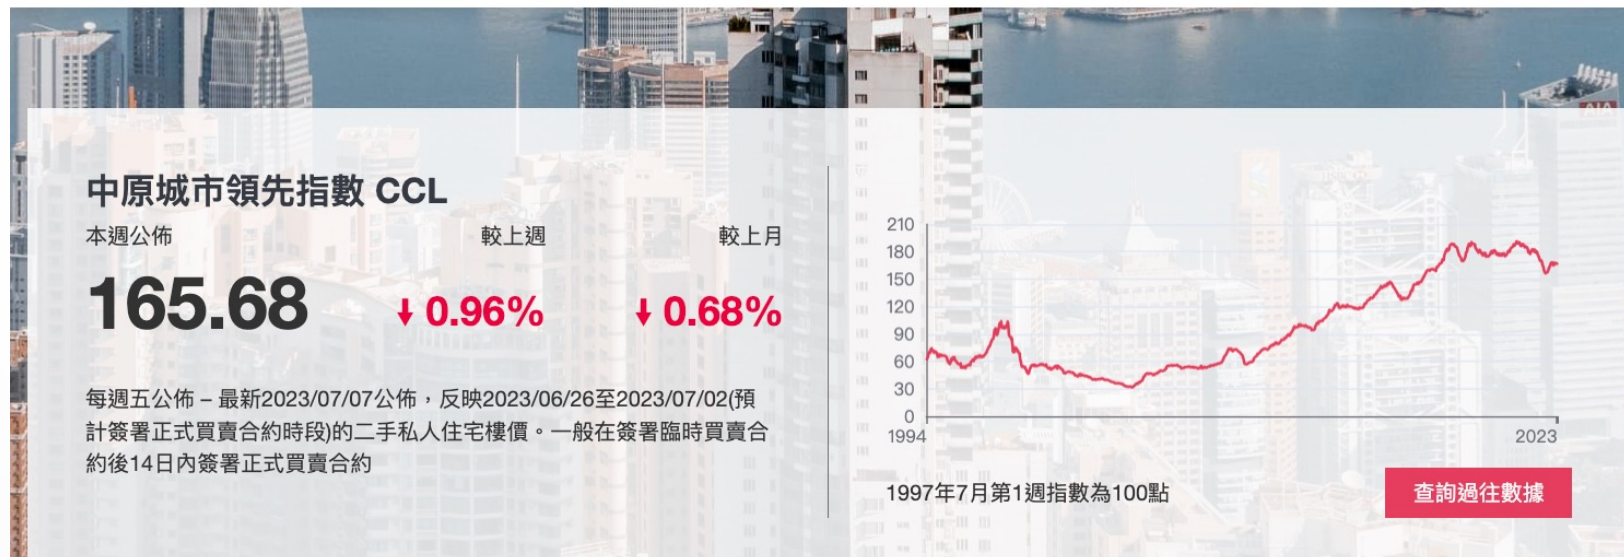 AIA
中原城市領先指數 CCL
本週公佈 較上週 較上月
165.68 ↓ 0.96% ↓ 0.68%
每週五公佈 – 最新2023/07/07公佈，反映2023/06/26至2023/07/02(預
計簽署正式買賣合約時段)的二手私人住宅樓價。一般在簽署臨時買賣合
約後14日內簽署正式買賣合約
210
180
150
120
90
60
30
0
1994 2023
1997年7月第1週指數為100點
查詢過往數據